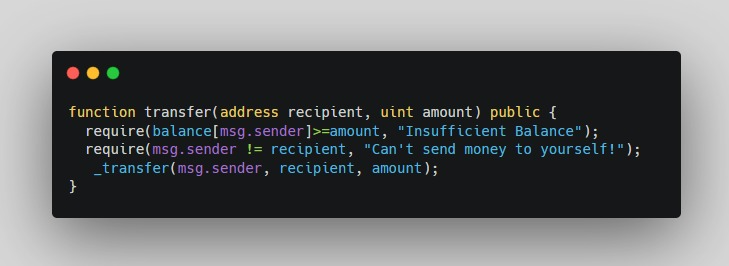 function transfer(address recipient, uint amount) public {
require(balance[msg.sender]>=amount, "Insufficient Balance");
require(msg.sender != recipient, "Can't send money to yourself!");
_transfer(msg.sender, recipient, amount);
}